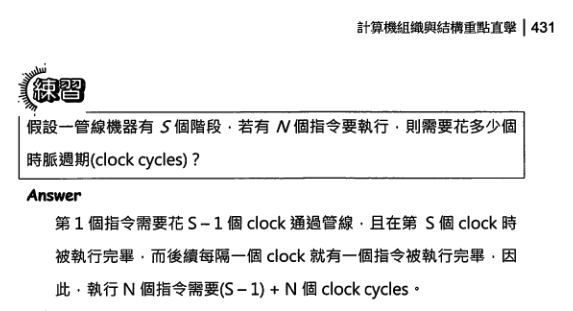 計算機組織與結構重點直擊 | 431
練習
假設一管線機器有 S 個階段，若有 N 個指令要執行，則需要花多少個
時脈週期(clock cycles)？
Answer
第 1 個指令需要花 S – 1 個 clock 通過管線，且在第 S 個 clock 時
被執行完畢，而後續每隔一個 clock 就有一個指令被執行完畢，因
此，執行 N 個指令需要(S – 1) + N 個 clock cycles。